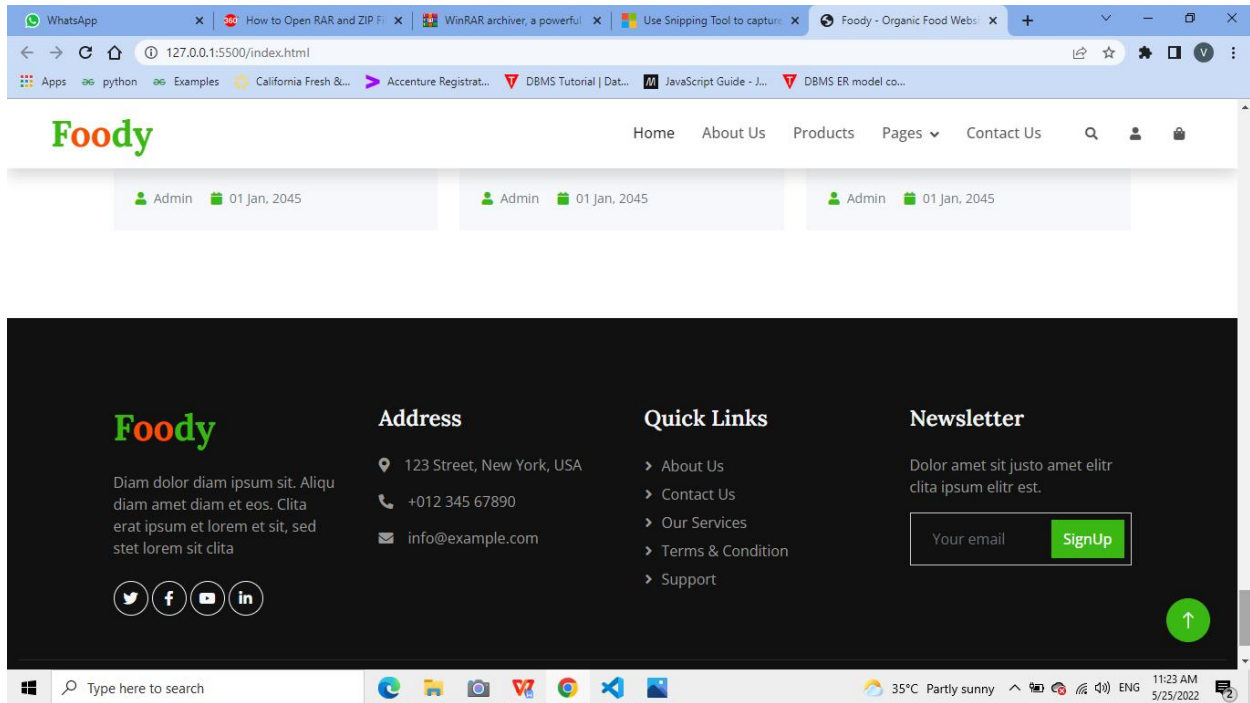 WhatsApp
360 How to Open RAR and ZIP Fi
WinRAR archiver, a powerful
Use Snipping Tool to capture
Foody - Organic Food Websi
127.0.0.1:5500/index.html
V
Apps
python
Examples
California Fresh &...
Accenture Registrat...
DBMS Tutorial | Dat...
JavaScript Guide - J...
DBMS ER model co...
Foody
Home About Us Products Pages Contact Us
Admin 01 Jan, 2045
Admin 01 Jan, 2045
Admin 01 Jan, 2045
Foody
Diam dolor diam ipsum sit. Aliqu
diam amet diam et eos. Clita
erat ipsum et lorem et sit, sed
stet lorem sit clita
Address
123 Street, New York, USA
+012 345 67890
info@example.com
Quick Links
About Us
Contact Us
Our Services
Terms & Condition
Support
Newsletter
Dolor amet sit justo amet elitr
clita ipsum elitr est.
Your email SignUp
Type here to search
35°C Partly sunny
ENG
11:23 AM
5/25/2022
2